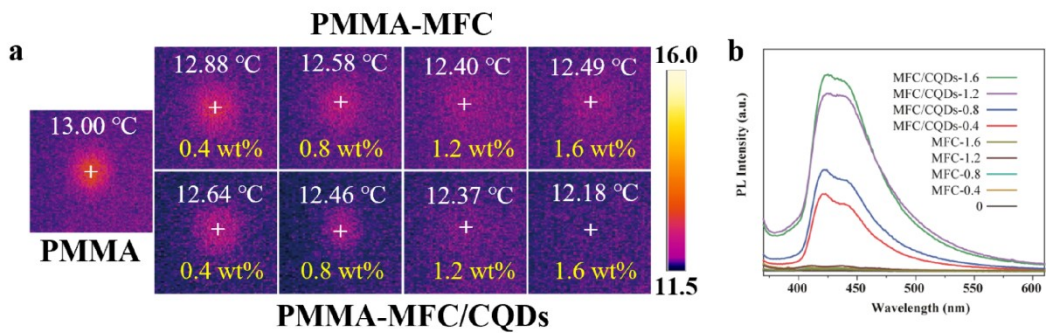 a
PMMA-MFC
13.00 °C
PMMA
12.88 °C
12.58 °C
12.40 °C
12.49 °C
0.4 wt%
0.8 wt%
1.2 wt%
1.6 wt%
12.64 °C
12.46 °C
12.37 °C
12.18 °C
0.4 wt%
0.8 wt%
1.2 wt%
1.6 wt%
PMMA-MFC/CQDs
16.0
11.5
b
PL Intensity (a.u.)
MFC/CQDs-1.6
MFC/CQDs-1.2
MFC/CQDs-0.8
MFC/CQDs-0.4
MFC-1.6
MFC-1.2
MFC-0.8
MFC-0.4
0
400
450
500
550
600
Wavelength (nm)